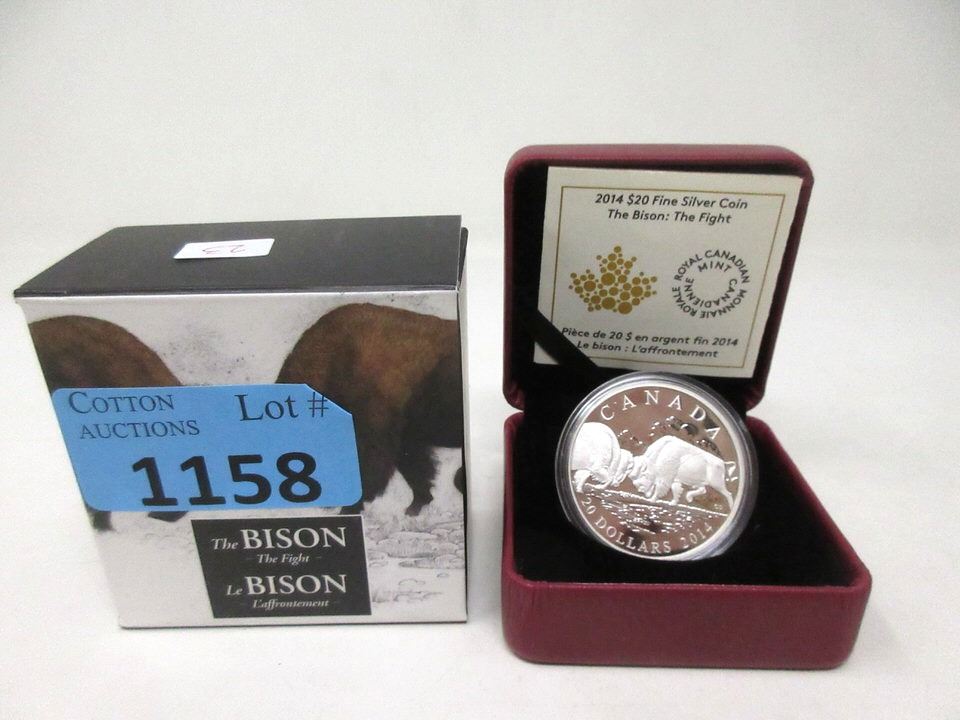 23
COTTON
AUCTIONS
Lot #
1158
The BISON
The Fight
Le BISON
L'affrontement
2014 $20 Fine Silver Coin
The Bison: The Fight
ROYAL CANADIAN MINT
MONNAIE ROYALE CANADIENNE
Pièce de 20 $ en argent fin 2014
Le bison : L'affrontement
CANADA
20 DOLLARS 2014